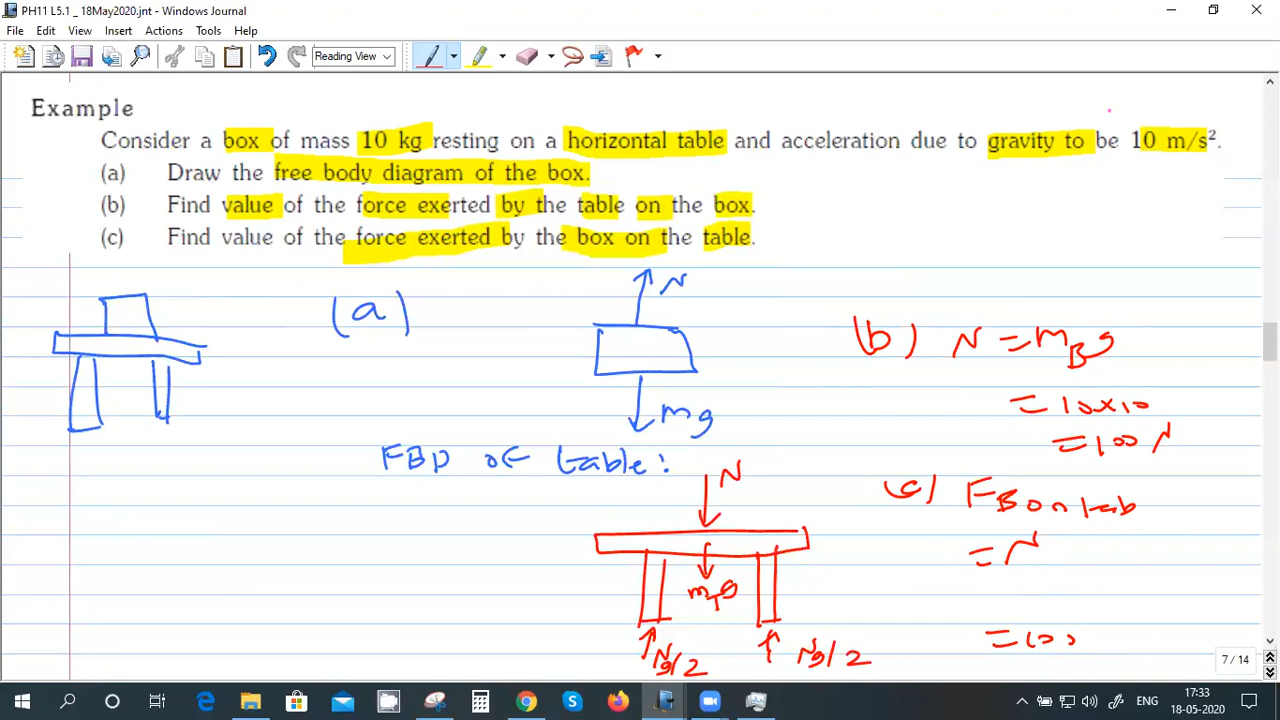 PH11 L5.1 _ 18May2020.jnt - Windows Journal
File Edit View Insert Actions Tools Help
Reading View
Example
Consider a box of mass 10 kg resting on a horizontal table and acceleration due to gravity to be 10 m/s².
(a) Draw the free body diagram of the box.
(b) Find value of the force exerted by the table on the box.
(c) Find value of the force exerted by the box on the table.
N
(a)
mg
(b) N = m_B g
= 10×10
= 100 N
FBD of table:
N
m_T g
N_g/2 N_g/2
(c) F_B on tab
= N
= 100
7 / 14
ENG
17:33
18-05-2020